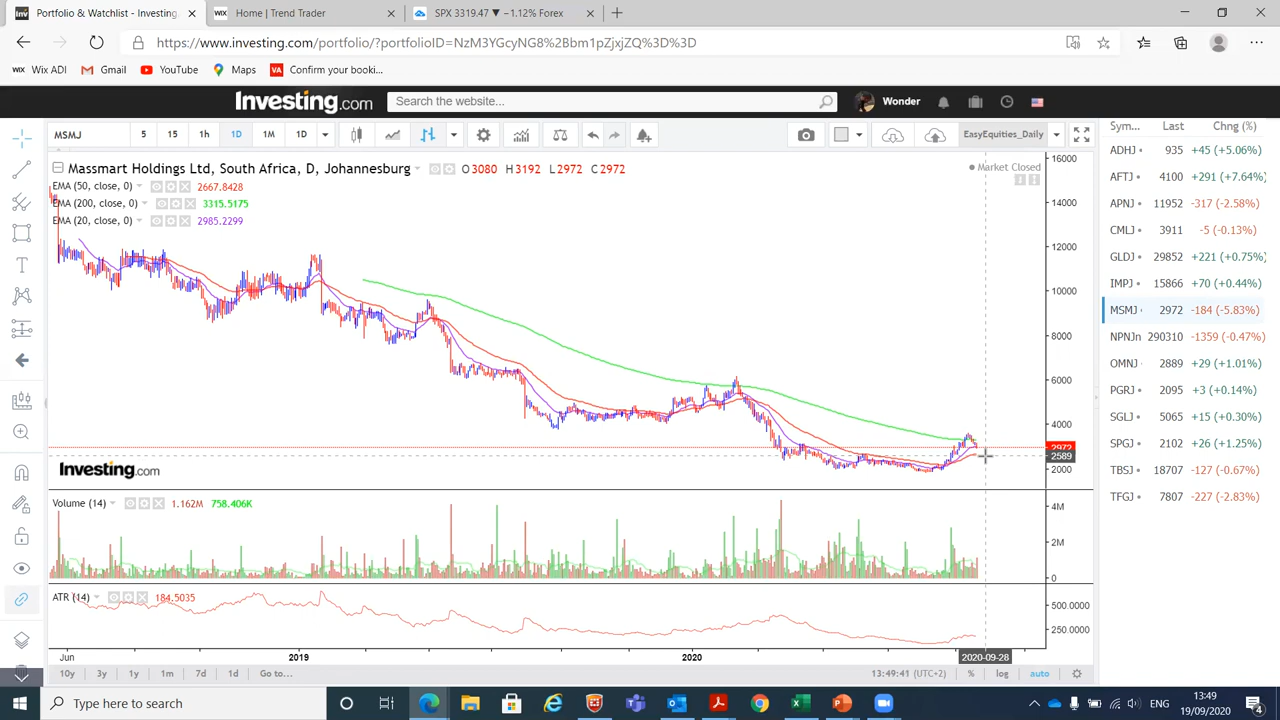 Portfolio & Watchlist - Investing.
Home | Trend Trader
SPX 3319.47 ▼ −1.12% Forex
https://www.investing.com/portfolio/?portfolioID=NzM3YGcyNG8%2Bbm1pZjxjZQ%3D%3D
Wix ADI
Gmail
YouTube
Maps
Confirm your booki...
Investing.com
Search the website...
Wonder
MSMJ
5
15
1h
1D
1M
1D
EasyEquities_Daily
Massmart Holdings Ltd, South Africa, D, Johannesburg
O 3080 H 3192 L 2972 C 2972
Market Closed
EMA (50, close, 0) 2667.8428
EMA (200, close, 0) 3315.5175
EMA (20, close, 0) 2985.2299
16000
14000
12000
10000
8000
6000
4000
2972
2589
2000
Investing.com
Volume (14) 1.162M 758.406K
4M
2M
0
ATR (14) 184.5035
500.0000
250.0000
Jun
2019
2020
2020-09-28
10y
3y
1y
1m
7d
1d
Go to...
13:49:41 (UTC+2)
%
log
auto
Sym... Last Chng (%)
ADHJ 935 +45 (+5.06%)
AFTJ 4100 +291 (+7.64%)
APNJ 11952 -317 (-2.58%)
CMLJ 3911 -5 (-0.13%)
GLDJ 29852 +221 (+0.75%)
IMPJ 15866 +70 (+0.44%)
MSMJ 2972 -184 (-5.83%)
NPNJn 290310 -1359 (-0.47%)
OMNJ 2889 +29 (+1.01%)
PGRJ 2095 +3 (+0.14%)
SGLJ 5065 +15 (+0.30%)
SPGJ 2102 +26 (+1.25%)
TBSJ 18707 -127 (-0.67%)
TFGJ 7807 -227 (-2.83%)
Type here to search
ENG
13:49
19/09/2020